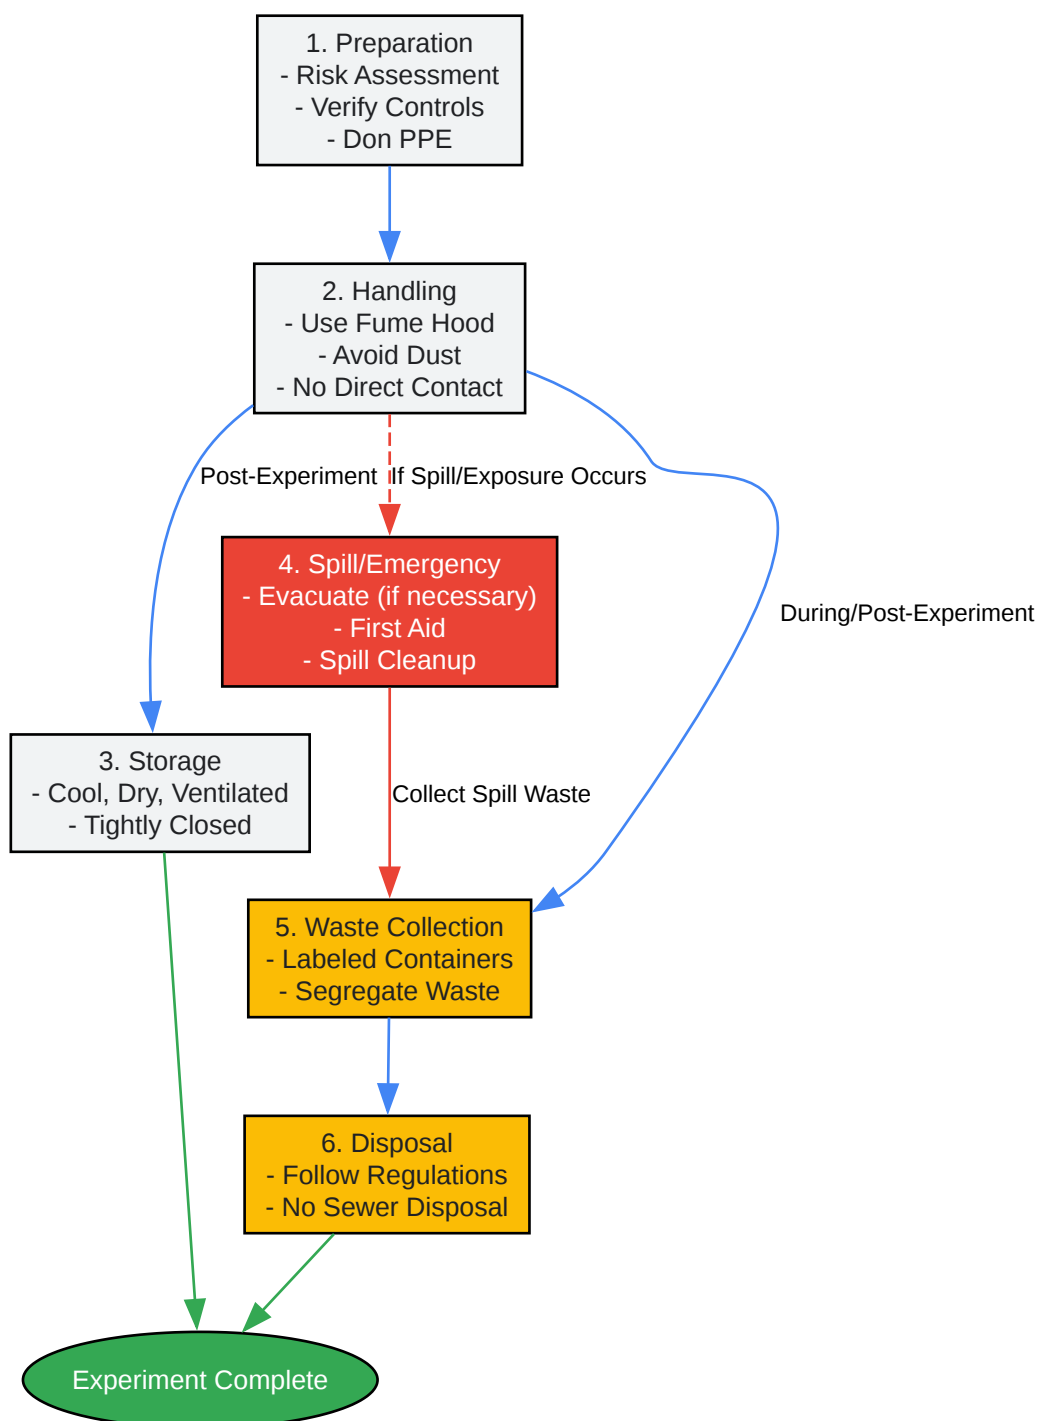 1. Preparation
- Risk Assessment
- Verify Controls
- Don PPE
2. Handling
- Use Fume Hood
- Avoid Dust
- No Direct Contact
Post-Experiment
If Spill/Exposure Occurs
4. Spill/Emergency
- Evacuate (if necessary)
- First Aid
- Spill Cleanup
During/Post-Experiment
3. Storage
- Cool, Dry, Ventilated
- Tightly Closed
Collect Spill Waste
5. Waste Collection
- Labeled Containers
- Segregate Waste
6. Disposal
- Follow Regulations
- No Sewer Disposal
Experiment Complete